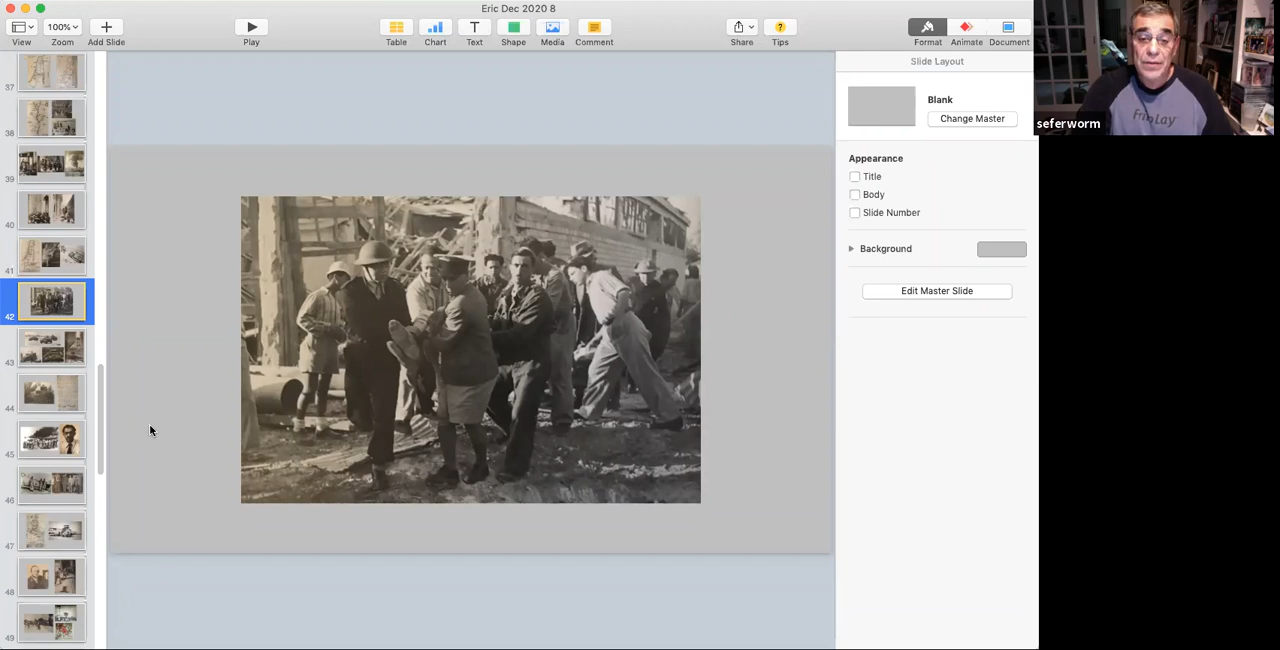 Eric Dec 2020 8
100%
View
Zoom
Add Slide
Play
Table
Chart
Text
Shape
Media
Comment
Share
Tips
Format
Animate
Document
Slide Layout
Blank
Change Master
Appearance
Title
Body
Slide Number
Background
Edit Master Slide
37
38
39
40
41
42
43
44
45
46
47
48
49
seferworm